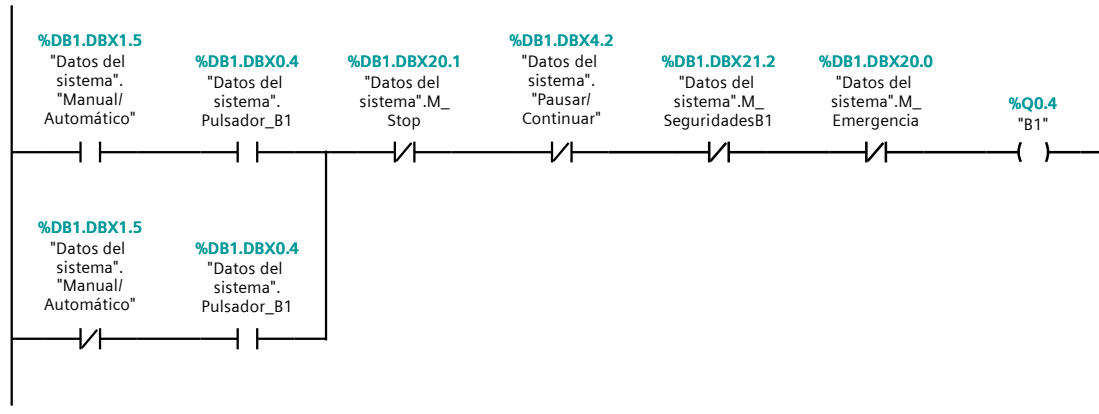 %DB1.DBX1.5
"Datos del
sistema".
"Manual/
Automático"
%DB1.DBX0.4
"Datos del
sistema".
Pulsador_B1
%DB1.DBX20.1
"Datos del
sistema".M_
Stop
%DB1.DBX4.2
"Datos del
sistema".
"Pausar/
Continuar"
%DB1.DBX21.2
"Datos del
sistema".M_
SeguridadesB1
%DB1.DBX20.0
"Datos del
sistema".M_
Emergencia
%Q0.4
"B1"
%DB1.DBX1.5
"Datos del
sistema".
"Manual/
Automático"
%DB1.DBX0.4
"Datos del
sistema".
Pulsador_B1